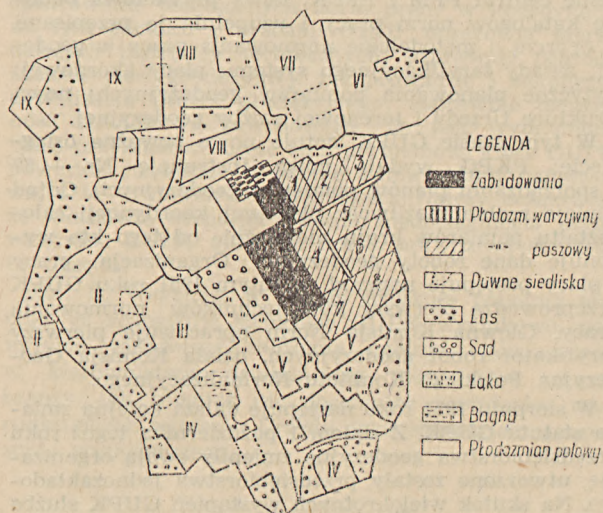 VIII
VII
IX
VI
IX
VIII
1
2
3
I
5
4
6
8
7
II
III
II
V
V
V
IV
IV
LEGENDA:
Zabudowania
Płodozm. warzywny
-"- paszowy
Dawne siedliska
Las
Sad
Łąka
Bagna
Płodozmian polowy